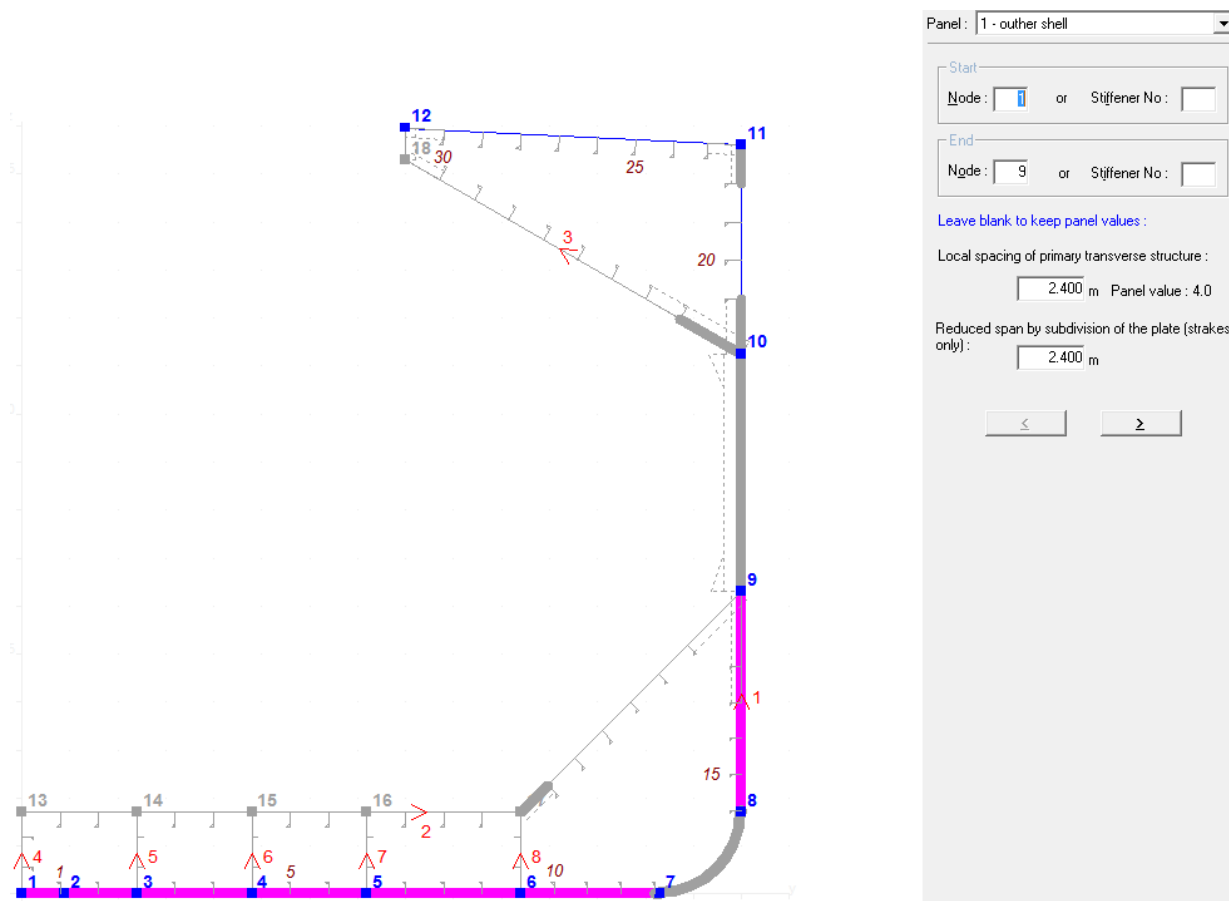 Panel : 1 - outher shell
Start
Node : 1 or Stiffener No :
End
Node : 9 or Stiffener No :
Leave blank to keep panel values :
Local spacing of primary transverse structure :
2.400 m Panel value : 4.0
Reduced span by subdivision of the plate (strakes
only) :
2.400 m
< >
12
11
18 30
25
3
20
10
9
1
15
13 14 15 16
2
8
4 1 5 6 5 7 8 10
1 2 3 4 5 6 7